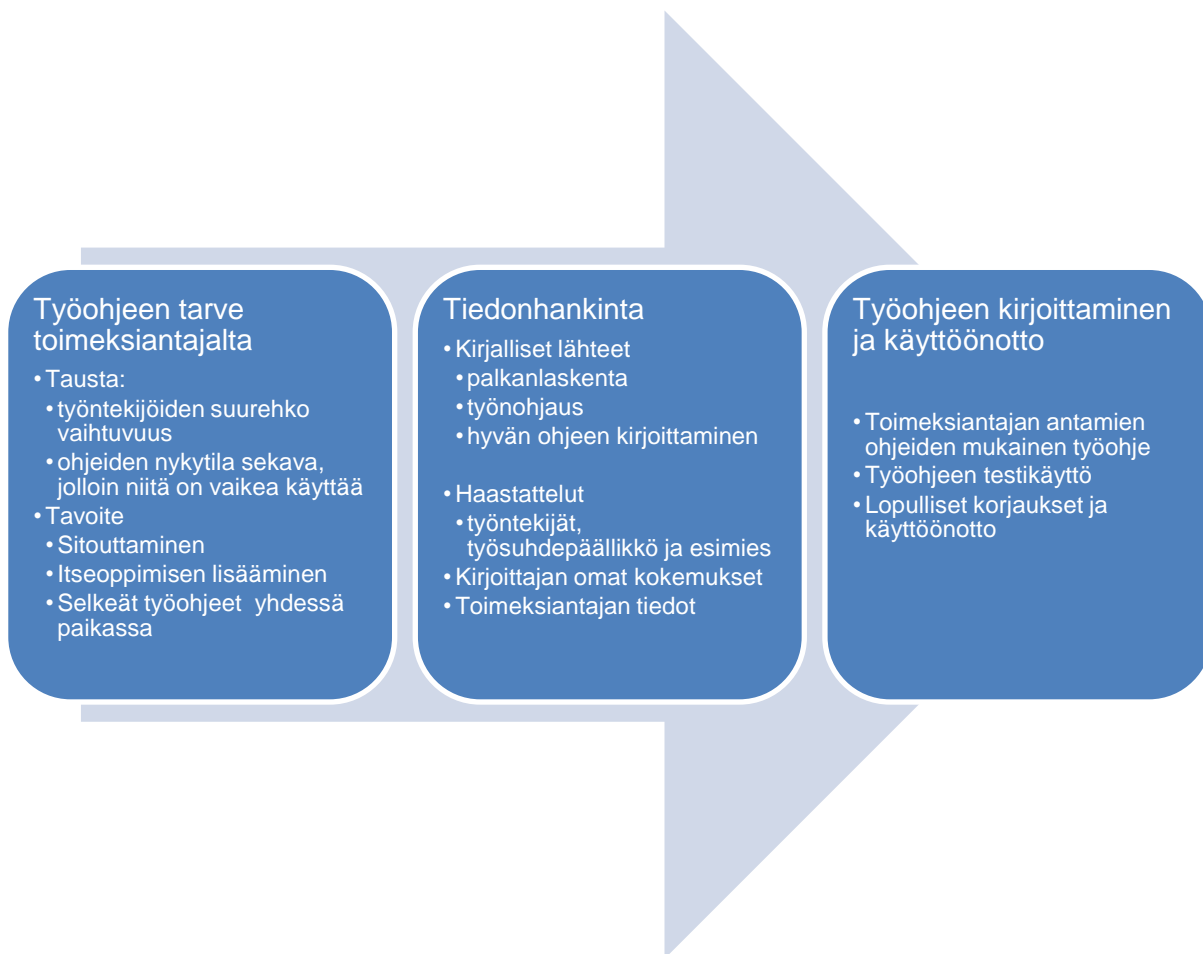 Työohjeen tarve
toimeksiantajalta
• Tausta:
• työntekijöiden suurehko
vaihtuvuus
• ohjeiden nykytila sekava,
jolloin niitä on vaikea käyttää
• Tavoite
• Sitouttaminen
• Itseoppimisen lisääminen
• Selkeät työohjeet yhdessä
paikassa
Tiedonhankinta
• Kirjalliset lähteet
• palkanlaskenta
• työnohjaus
• hyvän ohjeen kirjoittaminen
• Haastattelut
• työntekijät,
työsuhdepäällikkö ja esimies
• Kirjoittajan omat kokemukset
• Toimeksiantajan tiedot
Työohjeen kirjoittaminen
ja käyttöönotto
• Toimeksiantajan antamien
ohjeiden mukainen työohje
• Työohjeen testikäyttö
• Lopulliset korjaukset ja
käyttöönotto